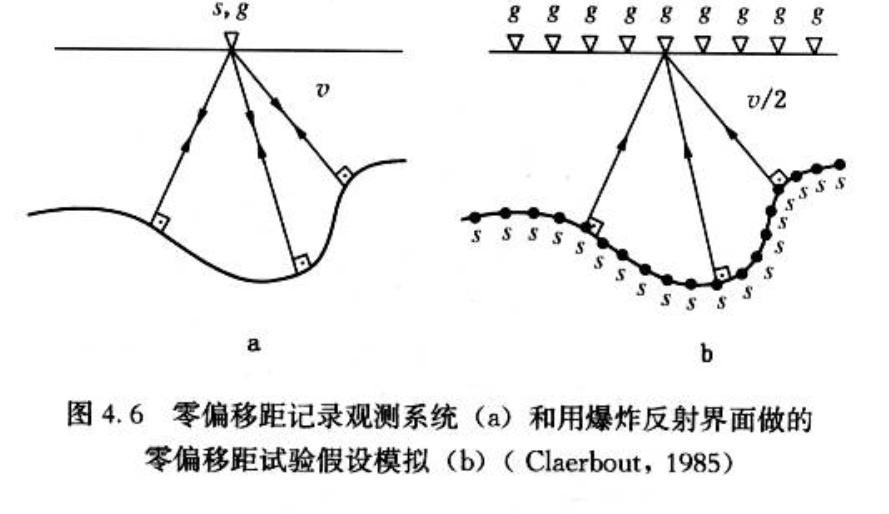 s, g
g g g g g g g g g
v
v/2
s s s s s s s s s s s s s s s s s
a
b
图 4.6 零偏移距记录观测系统（a）和用爆炸反射界面做的
零偏移距试验假设模拟（b）（Claerbout，1985）